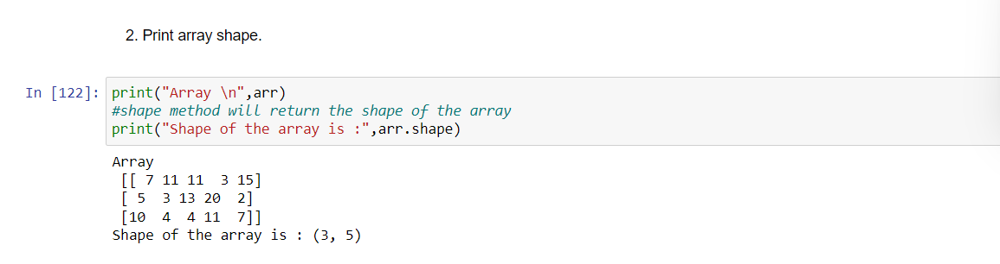 2. Print array shape.
In [122]: print("Array \n",arr)
#shape method will return the shape of the array
print("Shape of the array is :",arr.shape)
Array
[[ 7 11 11  3 15]
[ 5  3 13 20  2]
[10  4  4 11  7]]
Shape of the array is : (3, 5)